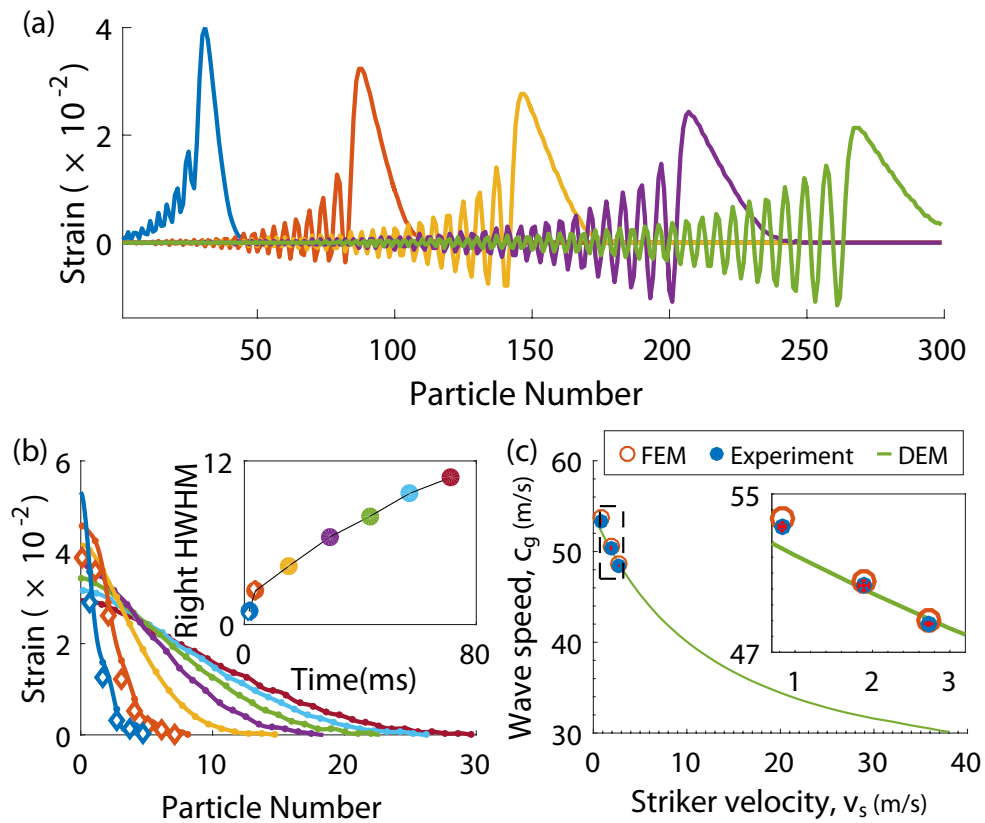 (a)
Strain ( × 10⁻²)
4
2
0
50
100
150
200
250
300
Particle Number
(b)
Strain ( × 10⁻²)
6
4
2
0
0
10
20
30
Particle Number
Right HWHM
12
0
0
80
Time(ms)
(c)
FEM Experiment DEM
Wave speed, c_g (m/s)
60
50
40
30
0
10
20
30
40
Striker velocity, v_s (m/s)
55
47
1
2
3